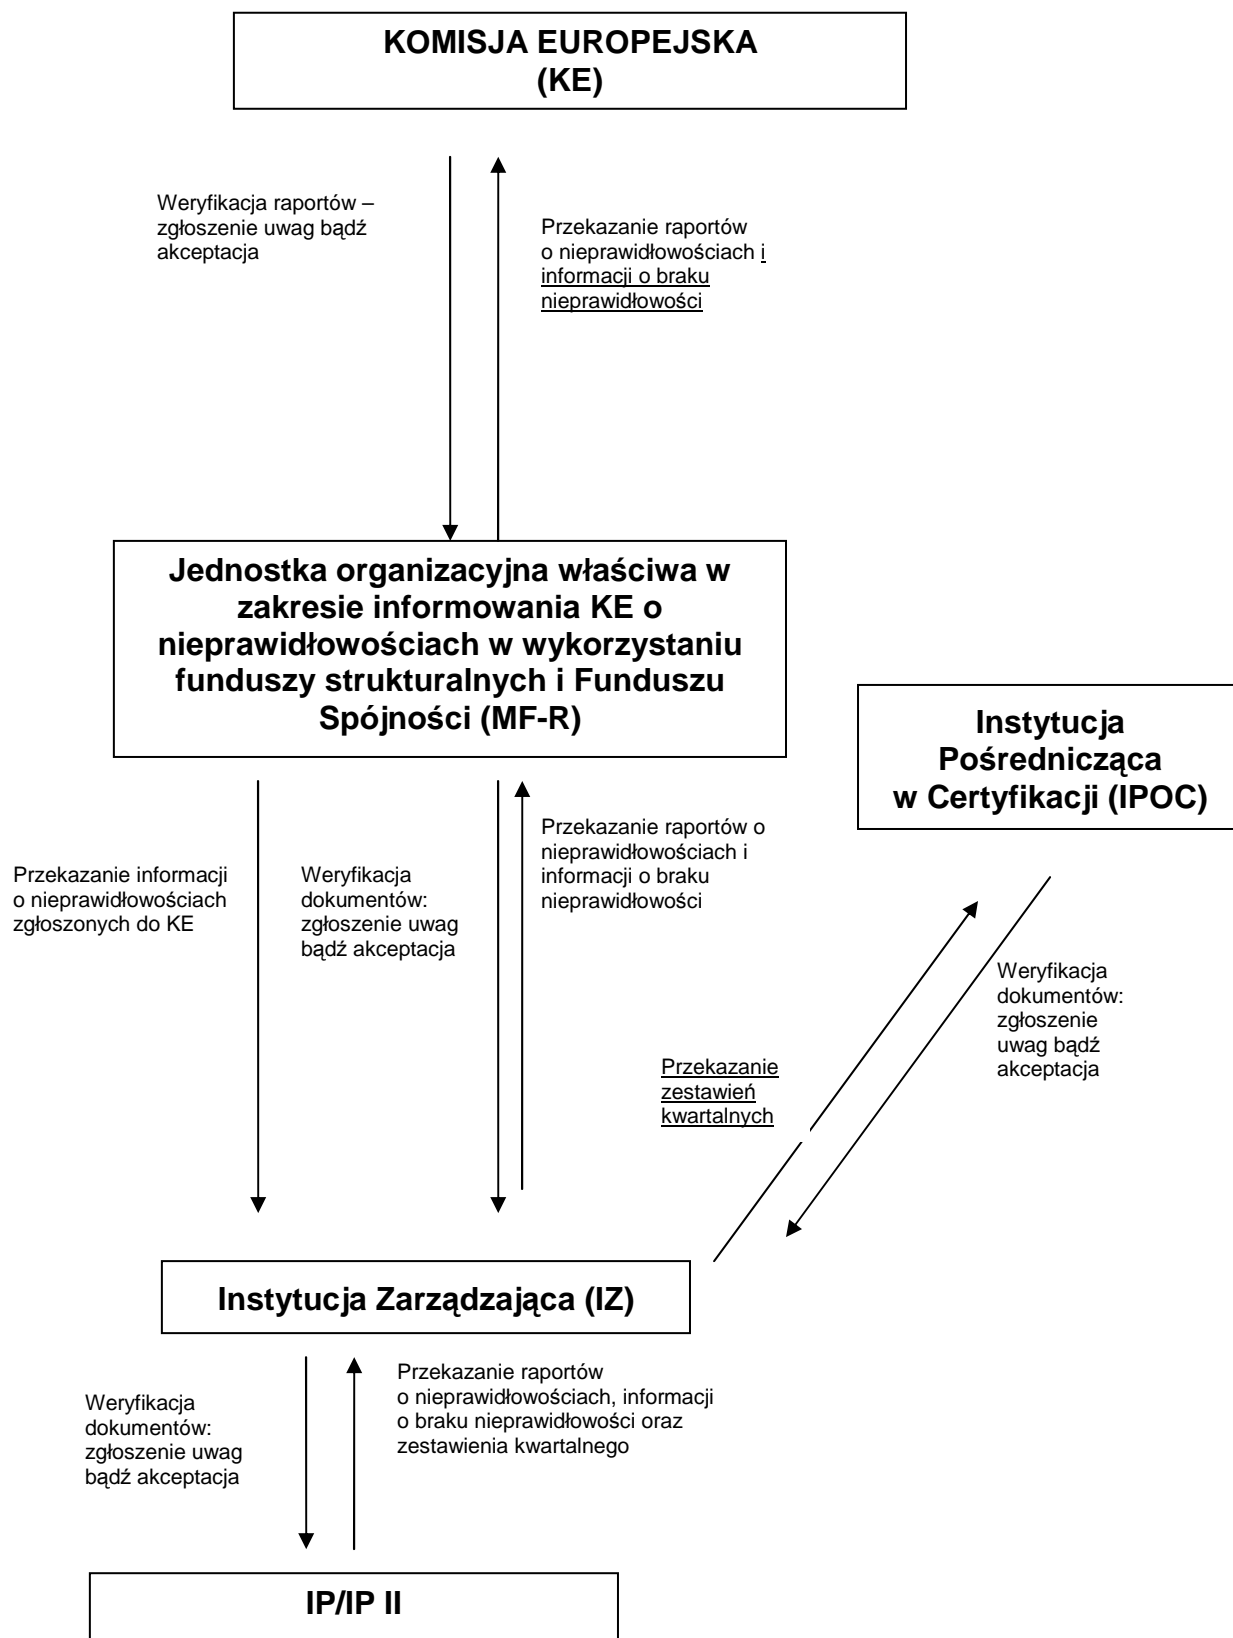 KOMISJA EUROPEJSKA
(KE)
Weryfikacja raportów –
zgłoszenie uwag bądź
akceptacja
Przekazanie raportów
o nieprawidłowościach i
informacji o braku
nieprawidłowości
Jednostka organizacyjna właściwa w
zakresie informowania KE o
nieprawidłowościach w wykorzystaniu
funduszy strukturalnych i Funduszu
Spójności (MF-R)
Instytucja
Pośrednicząca
w Certyfikacji (IPOC)
Przekazanie informacji
o nieprawidłowościach
zgłoszonych do KE
Weryfikacja
dokumentów:
zgłoszenie uwag
bądź akceptacja
Przekazanie raportów o
nieprawidłowościach i
informacji o braku
nieprawidłowości
Weryfikacja
dokumentów:
zgłoszenie
uwag bądź
akceptacja
Przekazanie
zestawień
kwartalnych
Instytucja Zarządzająca (IZ)
Weryfikacja
dokumentów:
zgłoszenie uwag
bądź akceptacja
Przekazanie raportów
o nieprawidłowościach, informacji
o braku nieprawidłowości oraz
zestawienia kwartalnego
IP/IP II